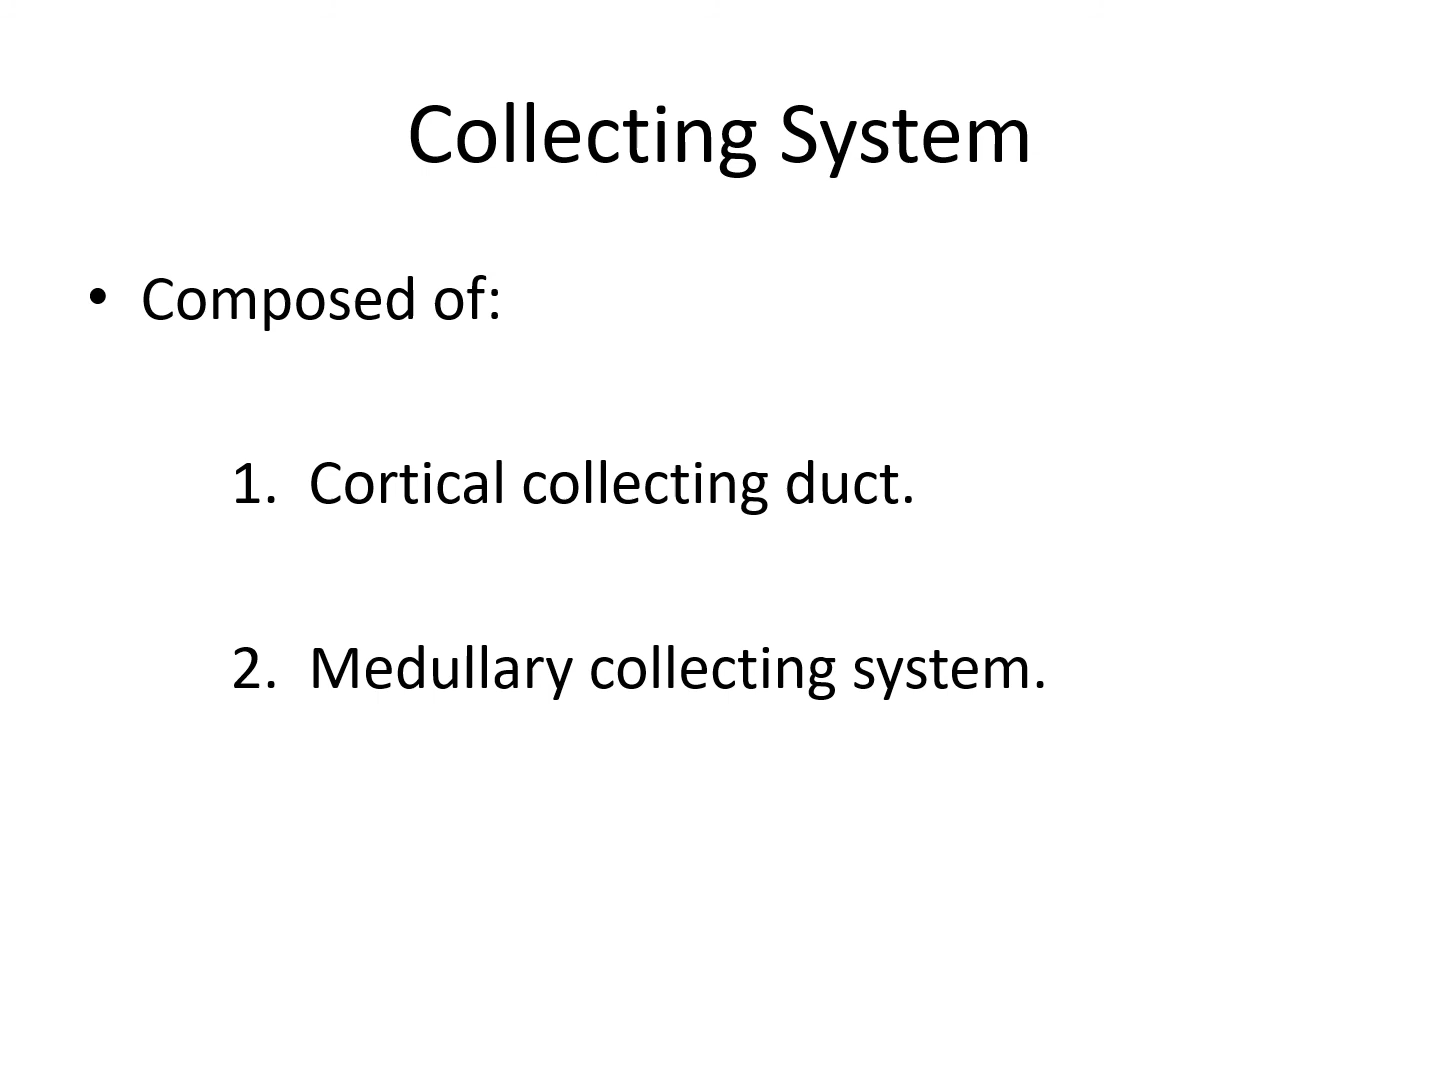 Collecting System
• Composed of:
1. Cortical collecting duct.
2. Medullary collecting system.